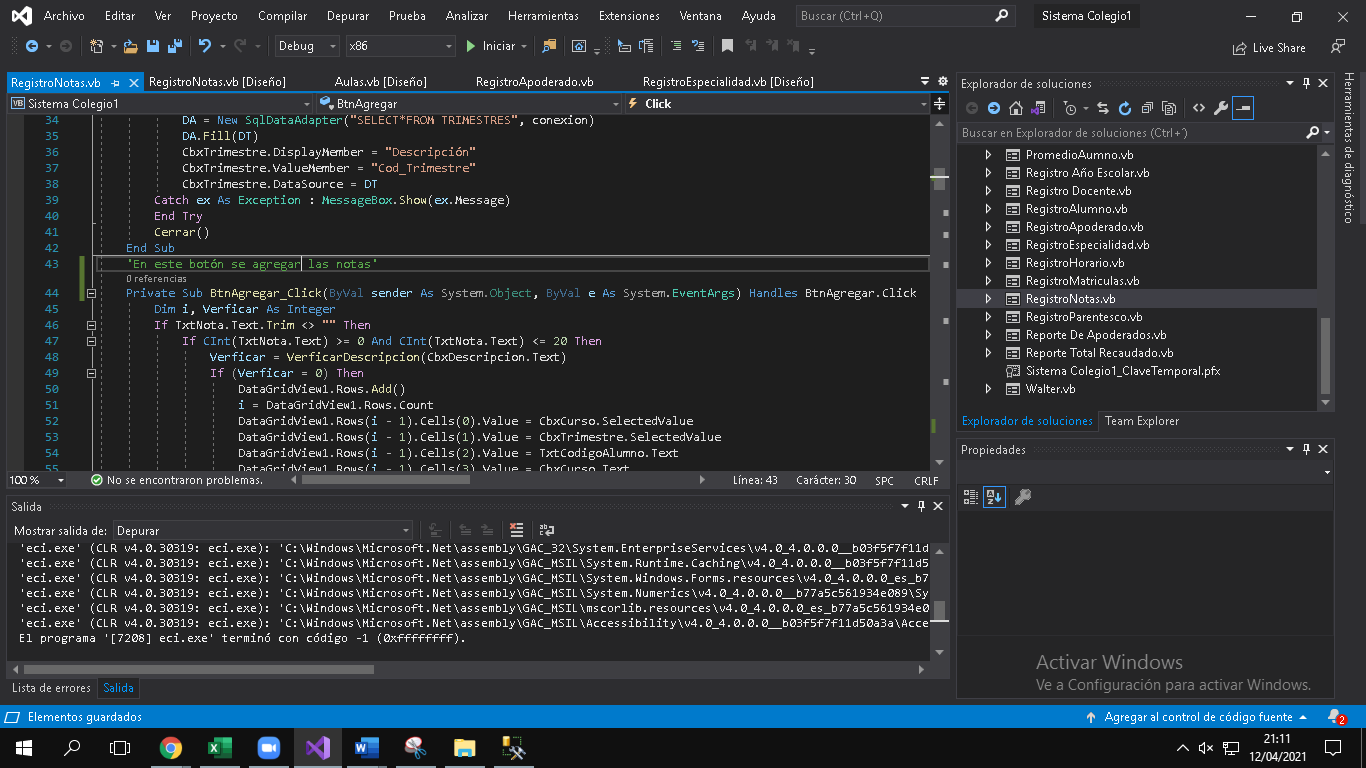 Archivo Editar Ver Proyecto Compilar Depurar Prueba Analizar Herramientas Extensiones Ventana Ayuda Buscar (Ctrl+Q) Sistema Colegio1
Debug x86 Iniciar Live Share
RegistroNotas.vb RegistroNotas.vb [Diseño] Aulas.vb [Diseño] RegistroApoderado.vb RegistroEspecialidad.vb [Diseño]
Sistema Colegio1 BtnAgregar Click
34 DA = New SqlDataAdapter("SELECT*FROM TRIMESTRES", conexion)
35 DA.Fill(DT)
36 CbxTrimestre.DisplayMember = "Descripción"
37 CbxTrimestre.ValueMember = "Cod_Trimestre"
38 CbxTrimestre.DataSource = DT
39 Catch ex As Exception : MessageBox.Show(ex.Message)
40 End Try
41 Cerrar()
42 End Sub
43 'En este botón se agregar las notas'
0 referencias
44 Private Sub BtnAgregar_Click(ByVal sender As System.Object, ByVal e As System.EventArgs) Handles BtnAgregar.Click
45 Dim i, Verficar As Integer
46 If TxtNota.Text.Trim <> "" Then
47 If CInt(TxtNota.Text) >= 0 And CInt(TxtNota.Text) <= 20 Then
48 Verficar = VerficarDescripcion(CbxDescripcion.Text)
49 If (Verficar = 0) Then
50 DataGridView1.Rows.Add()
51 i = DataGridView1.Rows.Count
52 DataGridView1.Rows(i - 1).Cells(0).Value = CbxCurso.SelectedValue
53 DataGridView1.Rows(i - 1).Cells(1).Value = CbxTrimestre.SelectedValue
54 DataGridView1.Rows(i - 1).Cells(2).Value = TxtCodigoAlumno.Text
55 DataGridView1.Rows(i - 1).Cells(3).Value = CbxCurso.Text
100 % No se encontraron problemas. Línea: 43 Carácter: 30 SPC CRLF
Salida
Mostrar salida de: Depurar
'eci.exe' (CLR v4.0.30319: eci.exe): 'C:\Windows\Microsoft.Net\assembly\GAC_32\System.EnterpriseServices\v4.0_4.0.0.0__b03f5f7f11d
'eci.exe' (CLR v4.0.30319: eci.exe): 'C:\Windows\Microsoft.Net\assembly\GAC_MSIL\System.Runtime.Caching\v4.0_4.0.0.0__b03f5f7f11d5
'eci.exe' (CLR v4.0.30319: eci.exe): 'C:\Windows\Microsoft.Net\assembly\GAC_MSIL\System.Windows.Forms.resources\v4.0_4.0.0.0_es_b7
'eci.exe' (CLR v4.0.30319: eci.exe): 'C:\Windows\Microsoft.Net\assembly\GAC_MSIL\System.Numerics\v4.0_4.0.0.0__b77a5c561934e089\Sy
'eci.exe' (CLR v4.0.30319: eci.exe): 'C:\Windows\Microsoft.Net\assembly\GAC_MSIL\mscorlib.resources\v4.0_4.0.0.0_es_b77a5c561934e0
'eci.exe' (CLR v4.0.30319: eci.exe): 'C:\Windows\Microsoft.Net\assembly\GAC_MSIL\Accessibility\v4.0_4.0.0.0__b03f5f7f11d50a3a\Acce
El programa '[7208] eci.exe' terminó con código -1 (0xffffffff).
Lista de errores Salida
Explorador de soluciones
Buscar en Explorador de soluciones (Ctrl+´)
PromedioAumno.vb
Registro Año Escolar.vb
Registro Docente.vb
RegistroAlumno.vb
RegistroApoderado.vb
RegistroEspecialidad.vb
RegistroHorario.vb
RegistroMatriculas.vb
RegistroNotas.vb
RegistroParentesco.vb
Reporte De Apoderados.vb
Reporte Total Recaudado.vb
Sistema Colegio1_ClaveTemporal.pfx
Walter.vb
Explorador de soluciones Team Explorer
Propiedades
Herramientas de diagnóstico
Activar Windows
Ve a Configuración para activar Windows.
Elementos guardados Agregar al control de código fuente 2
21:11
12/04/2021